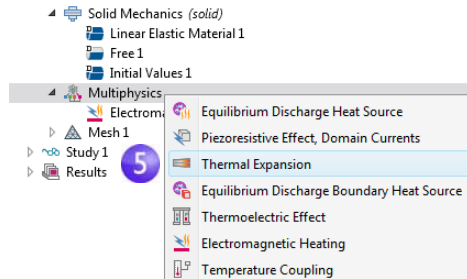 Solid Mechanics (solid)
Linear Elastic Material 1
Free 1
Initial Values 1
Multiphysics
Equilibrium Discharge Heat Source
Piezoresistive Effect, Domain Currents
Mesh 1
Study 1
5
Thermal Expansion
Results
Equilibrium Discharge Boundary Heat Source
Thermoelectric Effect
Electromagnetic Heating
Temperature Coupling